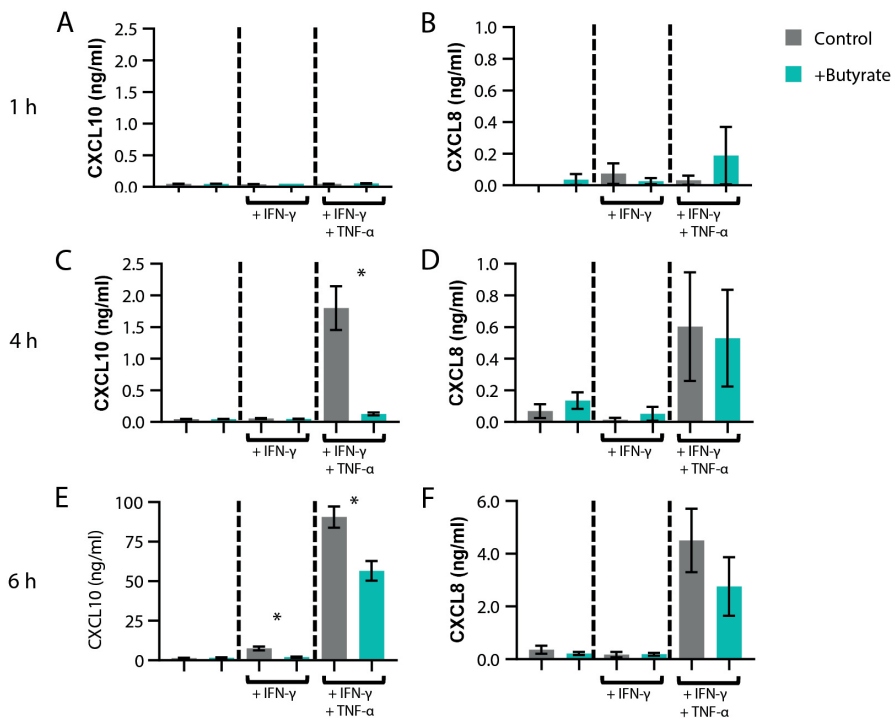 A
B
Control
+Butyrate
1 h
CXCL10 (ng/ml)
2.5
2.0
1.5
1.0
0.5
0.0
+ IFN-γ
+ IFN-γ
+ TNF-α
CXCL8 (ng/ml)
1.0
0.8
0.6
0.4
0.2
0.0
+ IFN-γ
+ IFN-γ
+ TNF-α
C
D
4 h
CXCL10 (ng/ml)
2.5
2.0
1.5
1.0
0.5
0.0
*
+ IFN-γ
+ IFN-γ
+ TNF-α
CXCL8 (ng/ml)
1.0
0.8
0.6
0.4
0.2
0.0
+ IFN-γ
+ IFN-γ
+ TNF-α
E
F
6 h
CXCL10 (ng/ml)
100
75
50
25
0
*
*
+ IFN-γ
+ IFN-γ
+ TNF-α
CXCL8 (ng/ml)
6.0
4.0
2.0
0.0
+ IFN-γ
+ IFN-γ
+ TNF-α